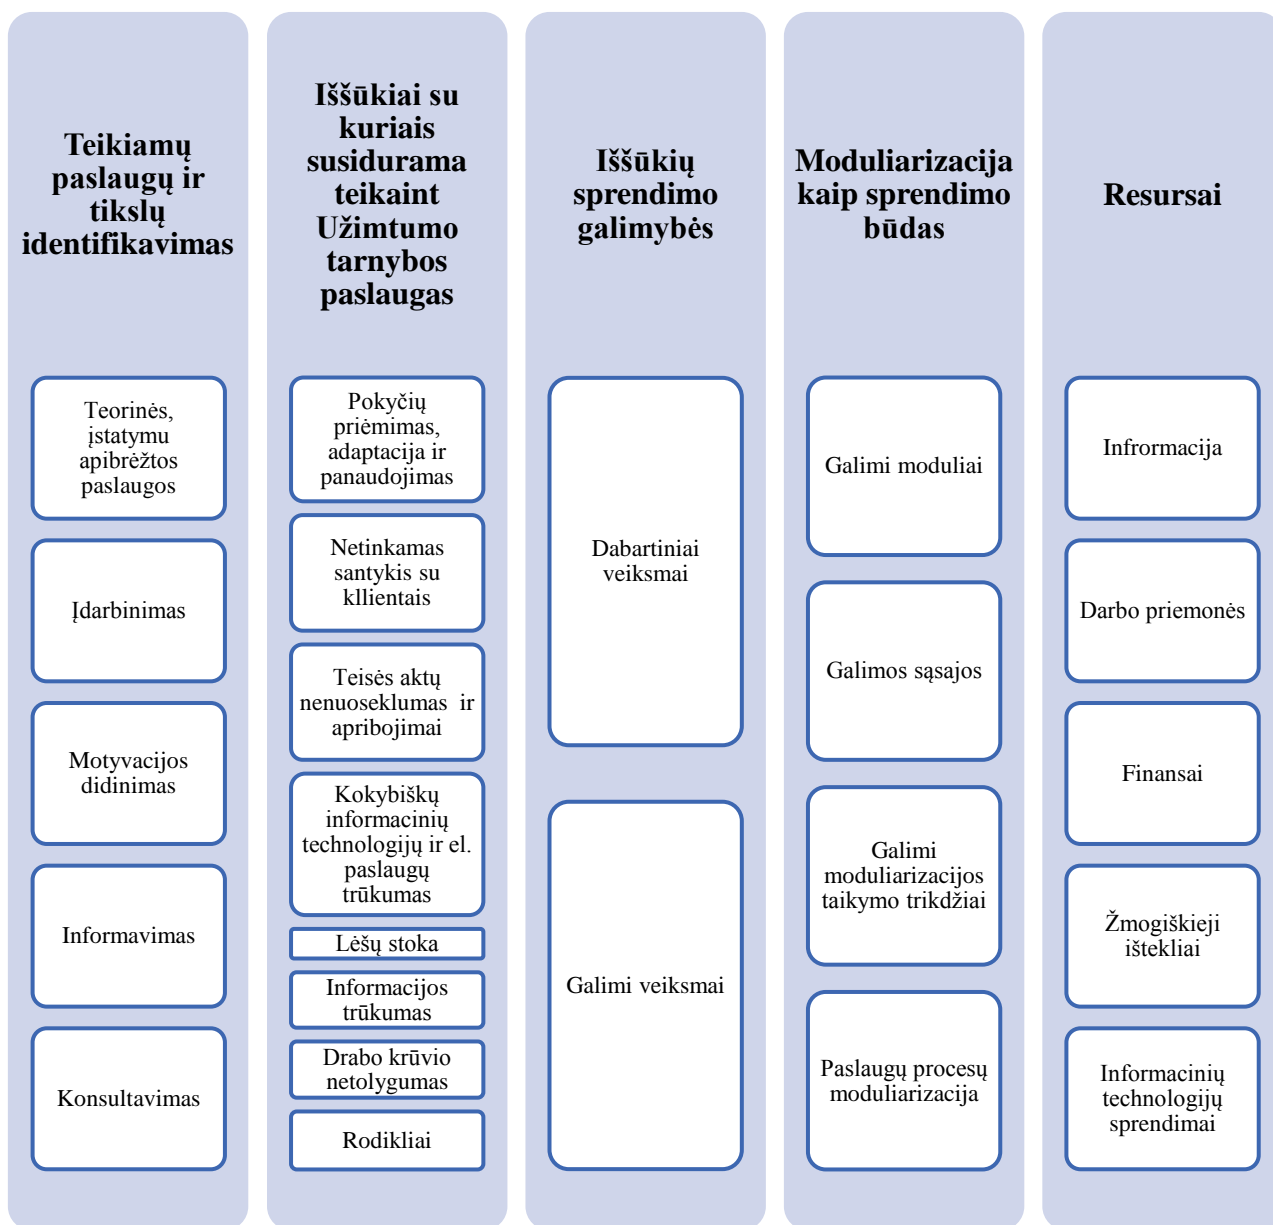 Teikiamų
paslaugų ir
tikslų
identifikavimas
Teorinės,
įstatymu
apibrėžtos
paslaugos
Įdarbinimas
Motyvacijos
didinimas
Informavimas
Konsultavimas
Iššūkiai su
kuriais
susidurama
teikaint
Užimtumo
tarnybos
paslaugas
Pokyčių
priėmimas,
adaptacija ir
panaudojimas
Netinkamas
santykis su
kllientais
Teisės aktų
nenuoseklumas ir
apribojimai
Kokybiškų
informacinių
technologijų ir el.
paslaugų
trūkumas
Lėšų stoka
Informacijos
trūkumas
Drabo krūvio
netolygumas
Rodikliai
Iššūkių
sprendimo
galimybės
Dabartiniai
veiksmai
Galimi veiksmai
Moduliarizacija
kaip sprendimo
būdas
Galimi moduliai
Galimos sąsajos
Galimi
moduliarizacijos
taikymo trikdžiai
Paslaugų procesų
moduliarizacija
Resursai
Infrormacija
Darbo priemonės
Finansai
Žmogiškieji
ištekliai
Informacinių
technologijų
sprendimai